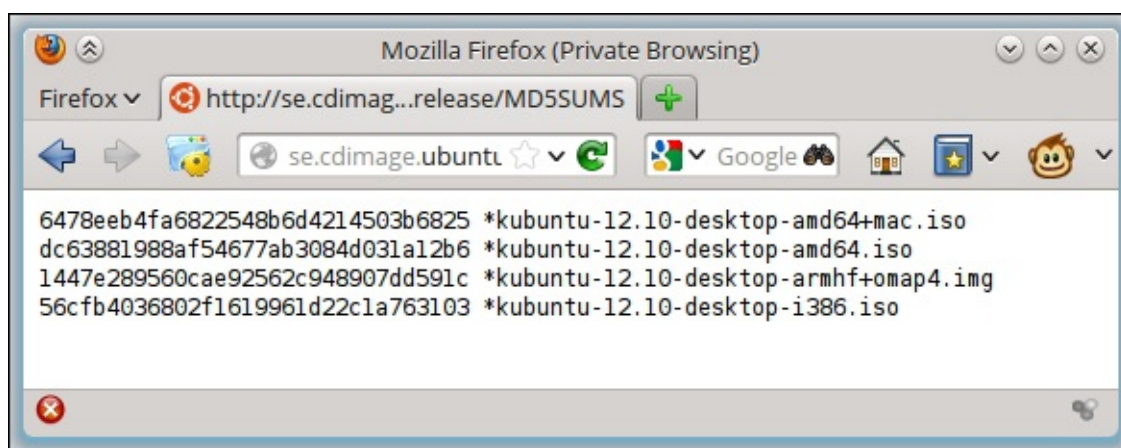 Mozilla Firefox (Private Browsing)
Firefox
http://se.cdimag...release/MD5SUMS
se.cdimage.ubuntu
Google
6478eeb4fa6822548b6d4214503b6825 *kubuntu-12.10-desktop-amd64+mac.iso
dc63881988af54677ab3084d031a12b6 *kubuntu-12.10-desktop-amd64.iso
1447e289560cae92562c948907dd591c *kubuntu-12.10-desktop-armhf+omap4.img
56cfb4036802f1619961d22c1a763103 *kubuntu-12.10-desktop-i386.iso